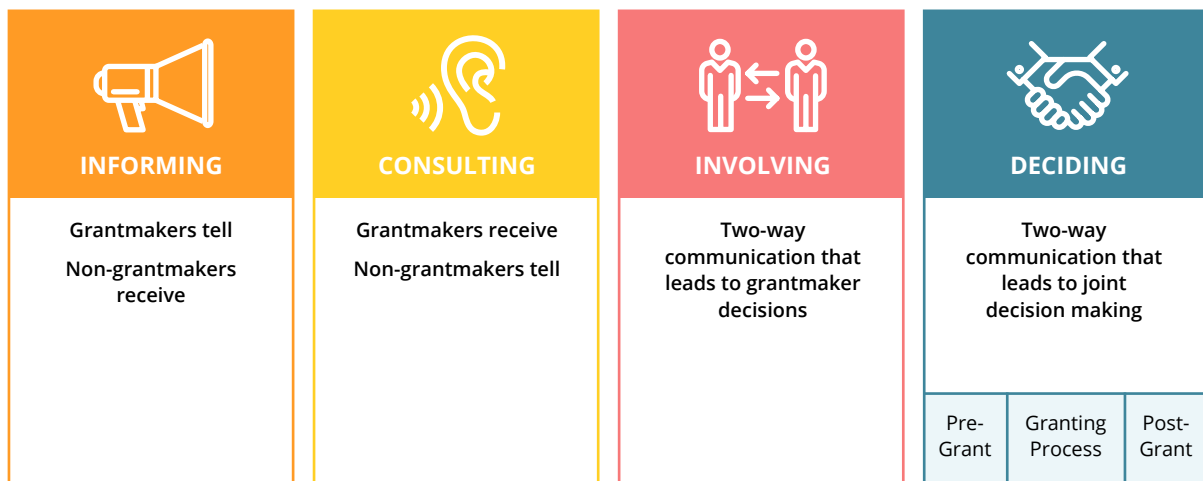 INFORMING
Grantmakers tell
Non-grantmakers
receive
CONSULTING
Grantmakers receive
Non-grantmakers tell
INVOLVING
Two-way
communication that
leads to grantmaker
decisions
DECIDING
Two-way
communication that
leads to joint
decision making
Pre-
Grant
Granting
Process
Post-
Grant